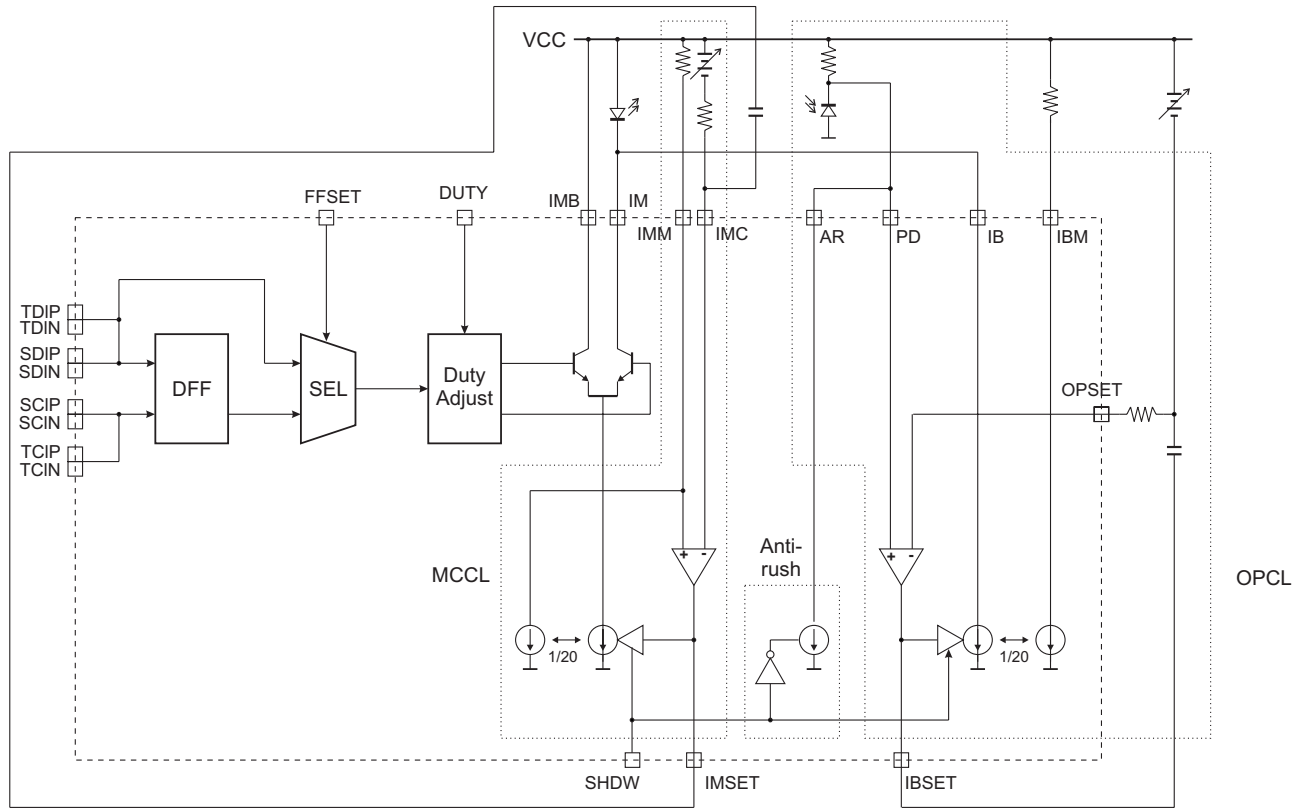 VCC
FFSET
DUTY
IMB
IM
IMM
IMC
AR
PD
IB
IBM
TDIP
TDIN
SDIP
SDIN
SCIP
SCIN
TCIP
TCIN
DFF
SEL
Duty
Adjust
OPSET
+ -
+ -
Anti-
rush
MCCL
OPCL
1/20
1/20
SHDW
IMSET
IBSET